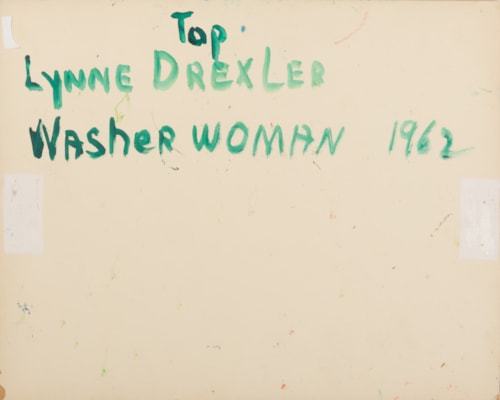 Top
LYNNE DREXLER
WASHER WOMAN 1962